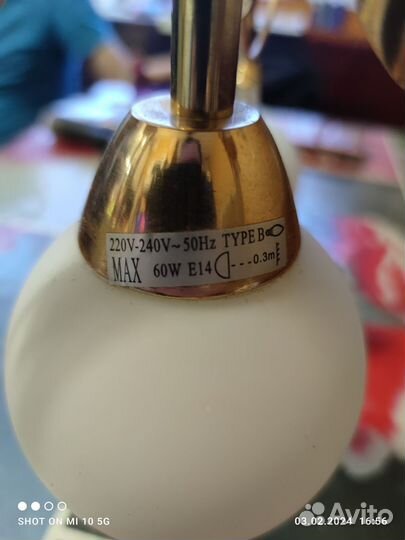 220V-240V~50Hz TYPE B
MAX 60W E14 ---0.3m
SHOT ON MI 10 5G
03.02.2024 16:56
Avito